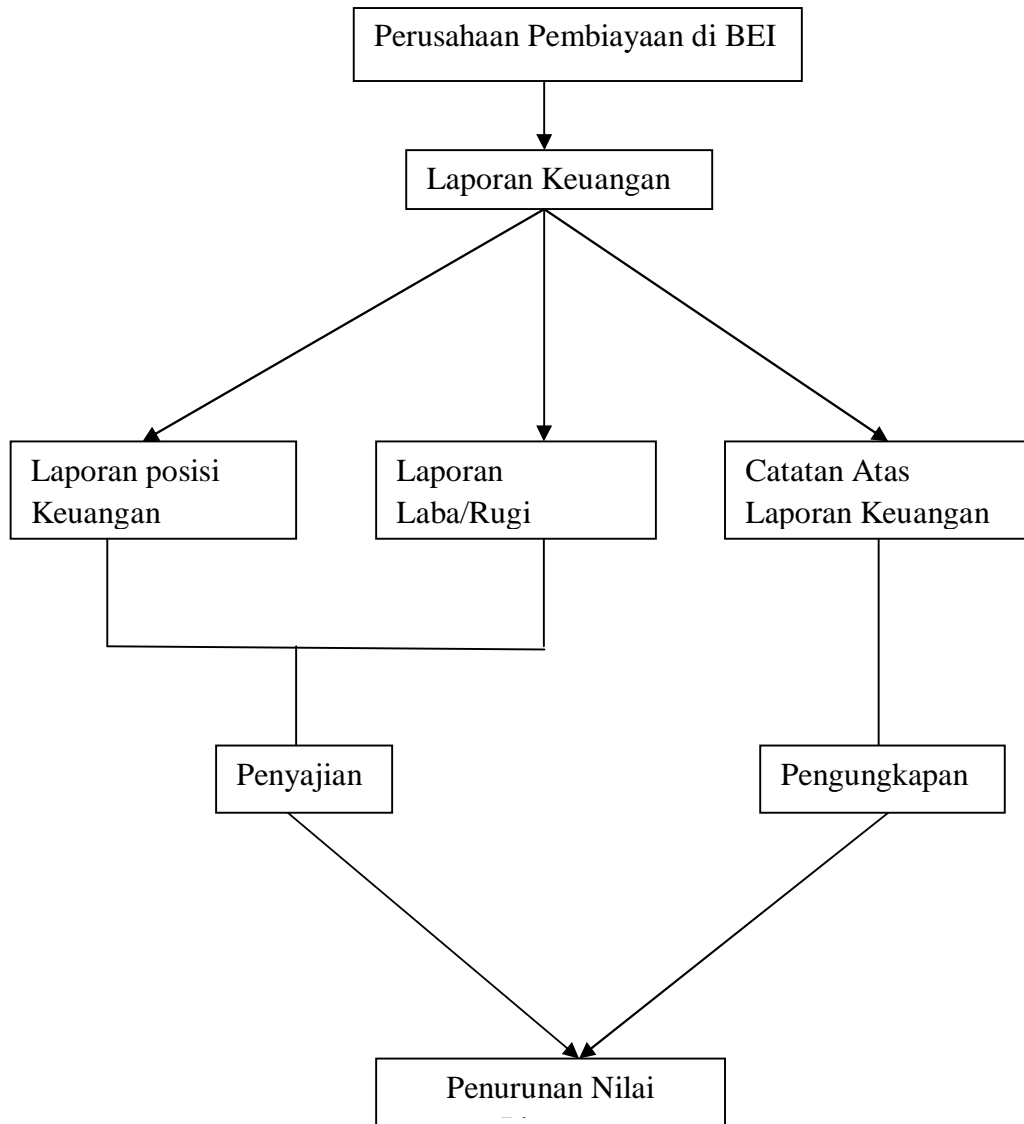 Perusahaan Pembiayaan di BEI
Laporan Keuangan
Laporan posisi
Keuangan
Laporan
Laba/Rugi
Catatan Atas
Laporan Keuangan
Penyajian
Pengungkapan
Penurunan Nilai